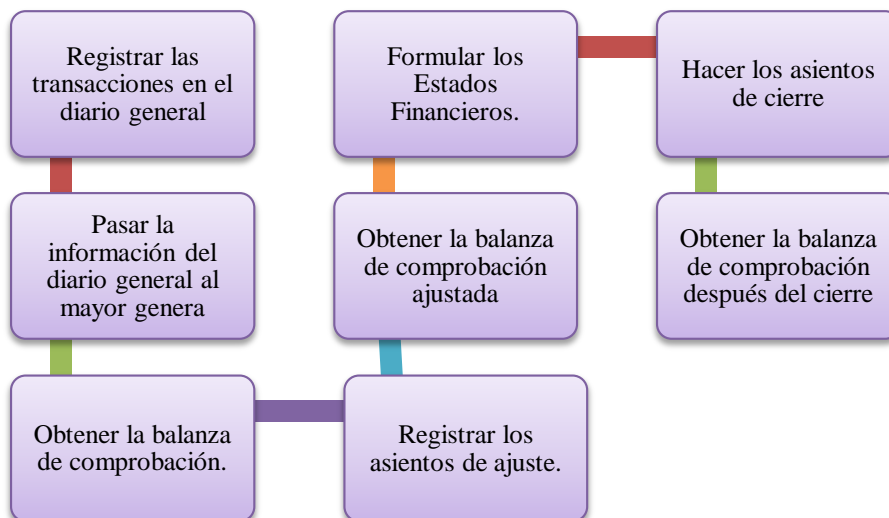 Registrar las
transacciones en el
diario general
Pasar la
información del
diario general al
mayor genera
Obtener la balanza
de comprobación.
Registrar los
asientos de ajuste.
Obtener la balanza
de comprobación
ajustada
Formular los
Estados
Financieros.
Hacer los asientos
de cierre
Obtener la balanza
de comprobación
después del cierre